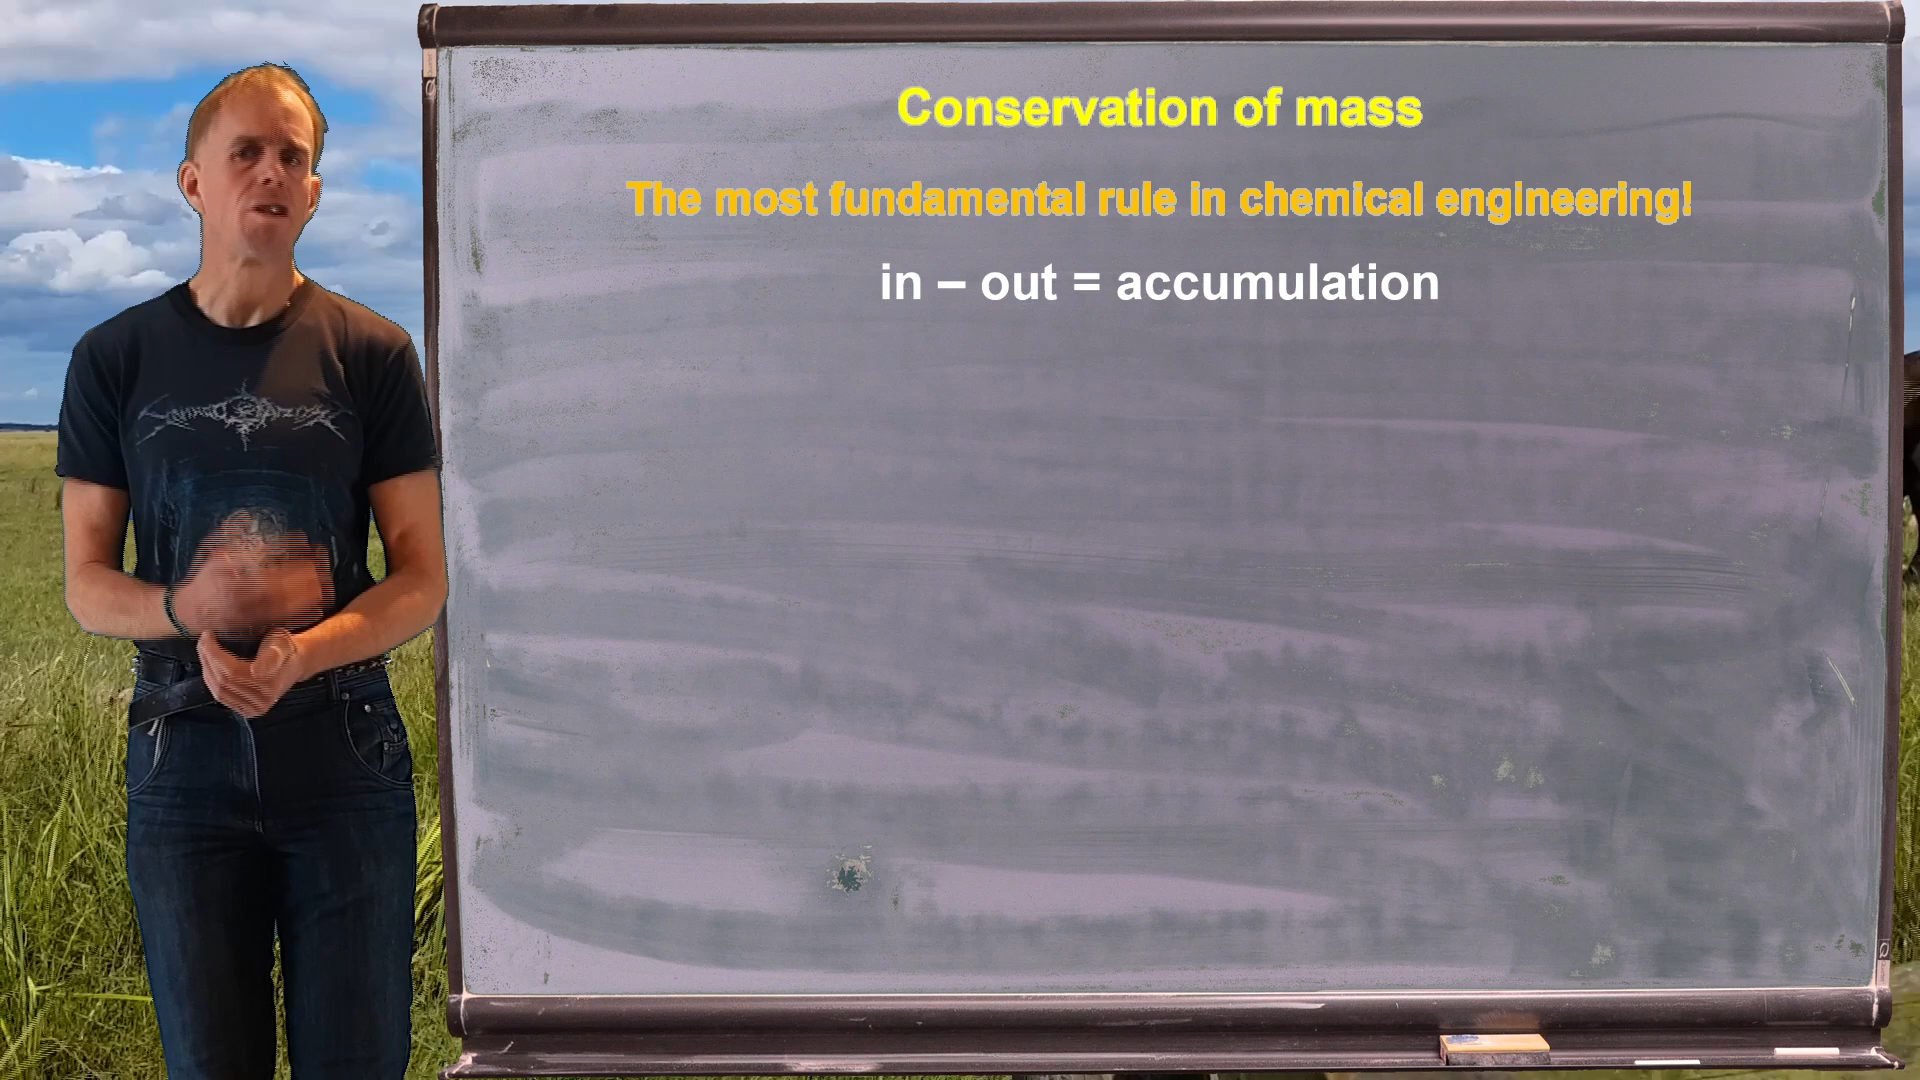 Conservation of mass
The most fundamental rule in chemical engineering!
in – out = accumulation